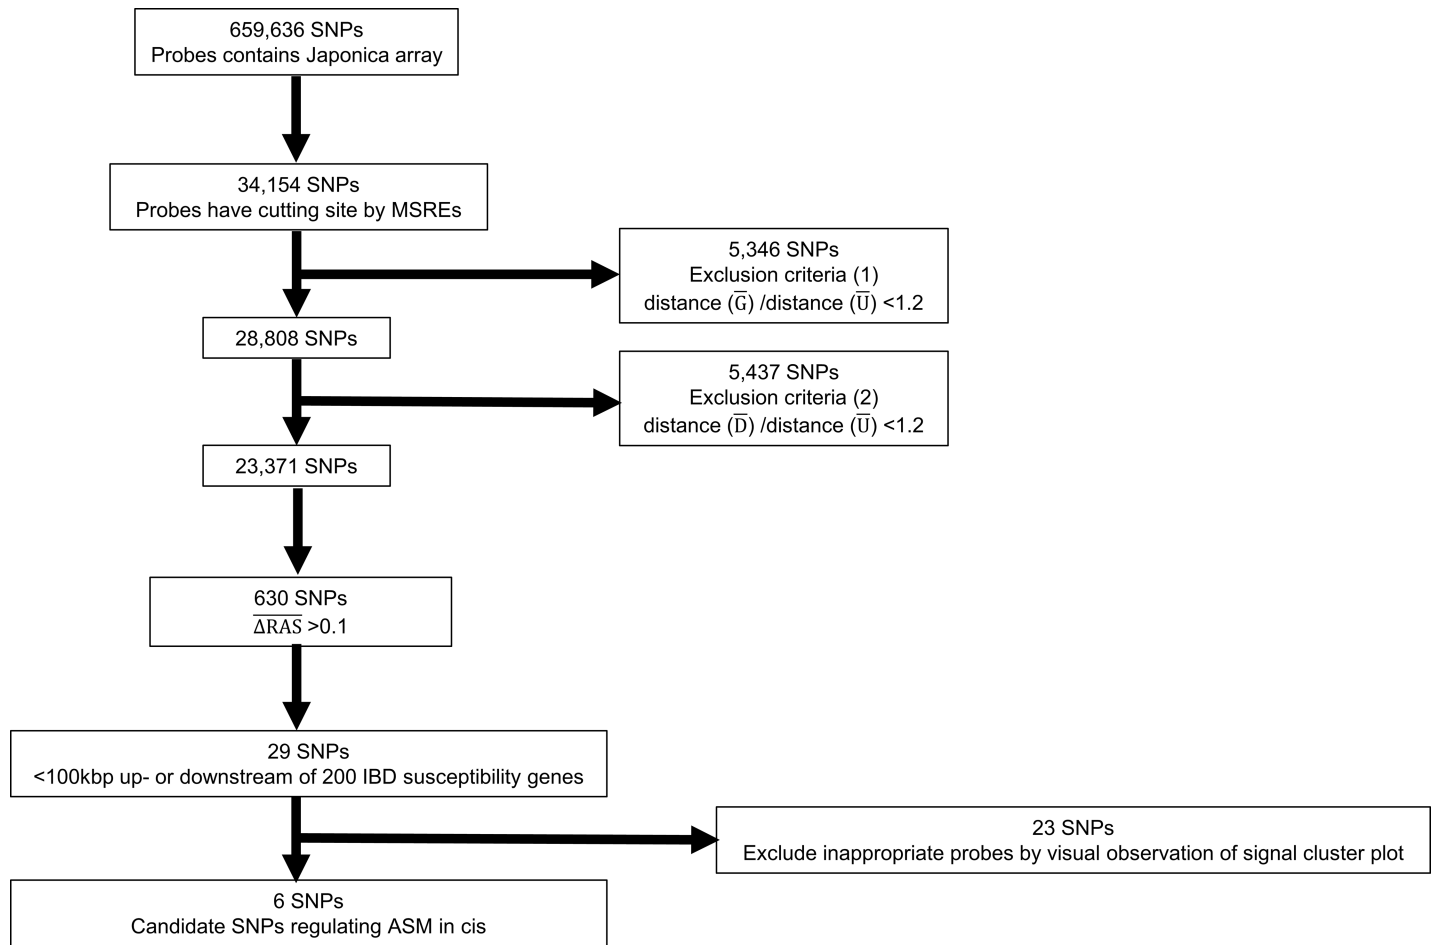 659,636 SNPs
Probes contains Japonica array
34,154 SNPs
Probes have cutting site by MSREs
5,346 SNPs
Exclusion criteria (1)
distance (G̅) /distance (U̅) <1.2
28,808 SNPs
5,437 SNPs
Exclusion criteria (2)
distance (D̅) /distance (U̅) <1.2
23,371 SNPs
630 SNPs
Δ̅R̅A̅S̅ >0.1
29 SNPs
<100kbp up- or downstream of 200 IBD susceptibility genes
23 SNPs
Exclude inappropriate probes by visual observation of signal cluster plot
6 SNPs
Candidate SNPs regulating ASM in cis